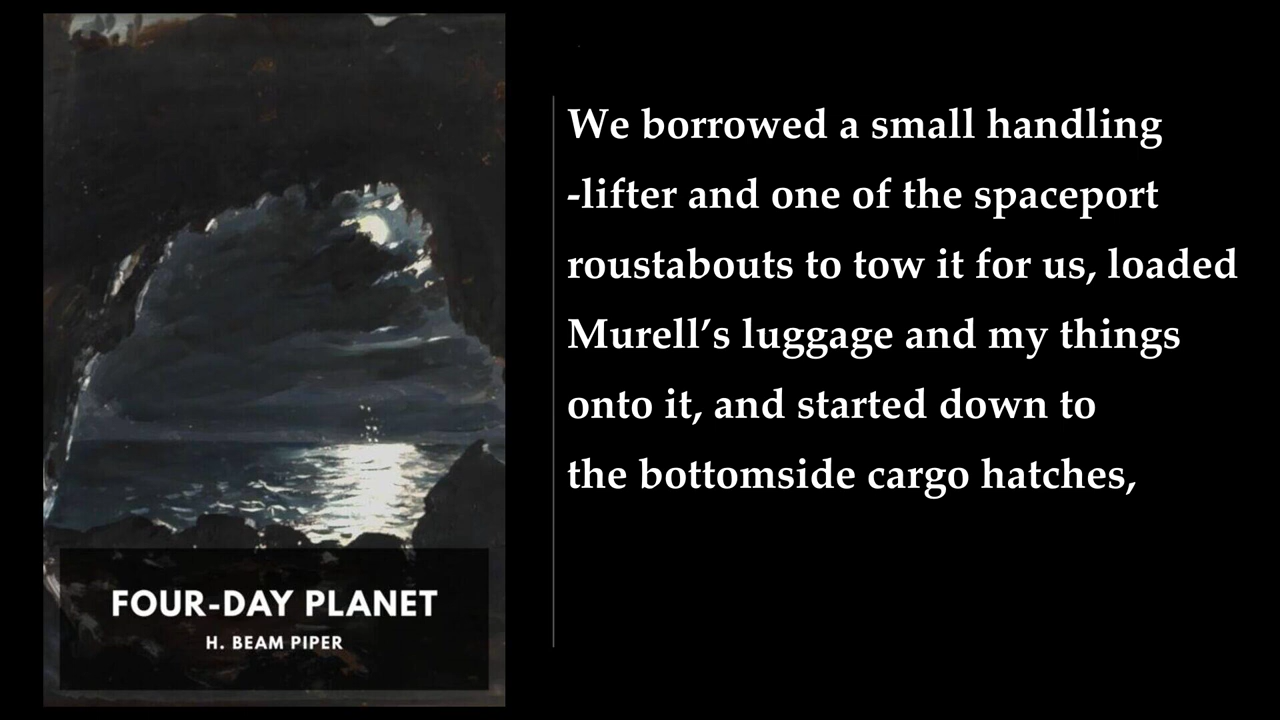 FOUR-DAY PLANET
H. BEAM PIPER
We borrowed a small handling
-lifter and one of the spaceport
roustabouts to tow it for us, loaded
Murell’s luggage and my things
onto it, and started down to
the bottomside cargo hatches,